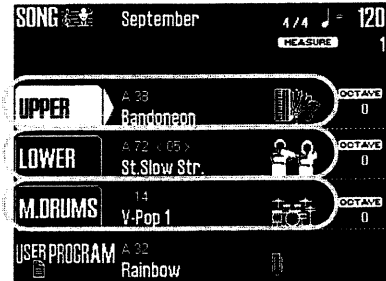 SONG September 4/4 ♩= 120
MEASURE 1
UPPER A 38 Bandoneon OCTAVE 0
LOWER A 72 < 05 > St.Slow Str. OCTAVE 0
M.DRUMS 14 V-Pop 1 OCTAVE 0
USER PROGRAM A 32 Rainbow